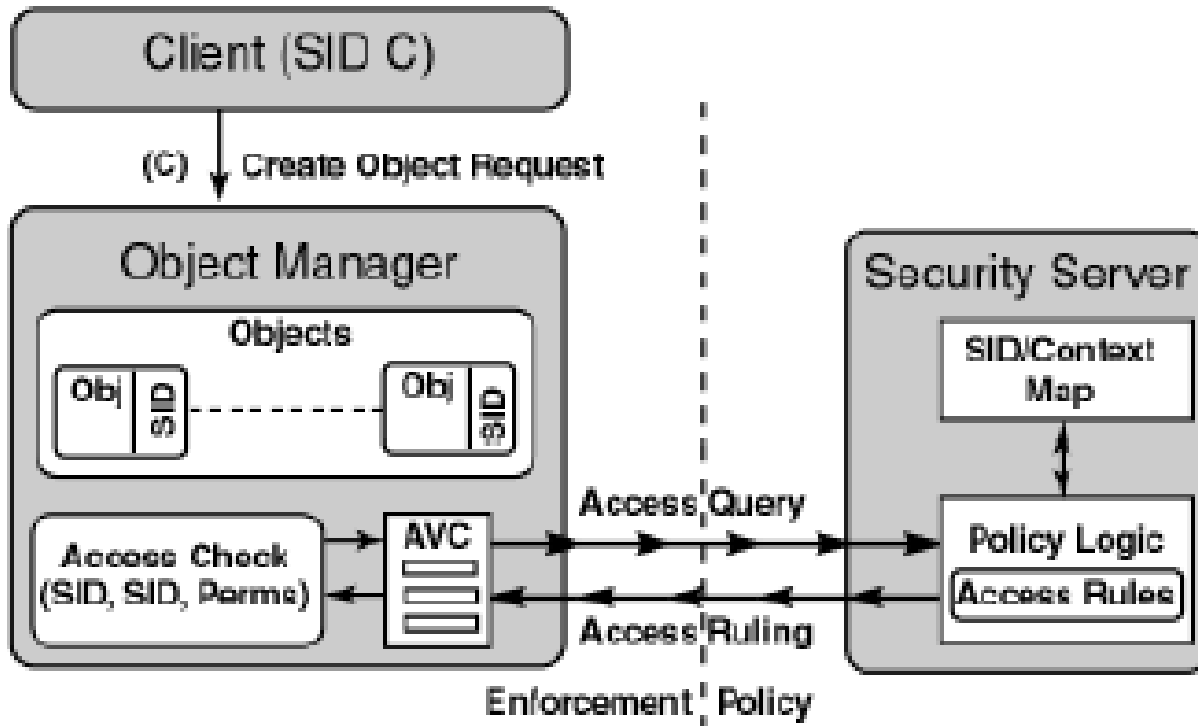 Client (SID C)
(C) Create Object Request
Object Manager
Objects
Obj SID
Obj SID
Access Check
(SID, SID, Perms)
AVC
Access Query
Access Ruling
Security Server
SID/Context
Map
Policy Logic
Access Rules
Enforcement Policy